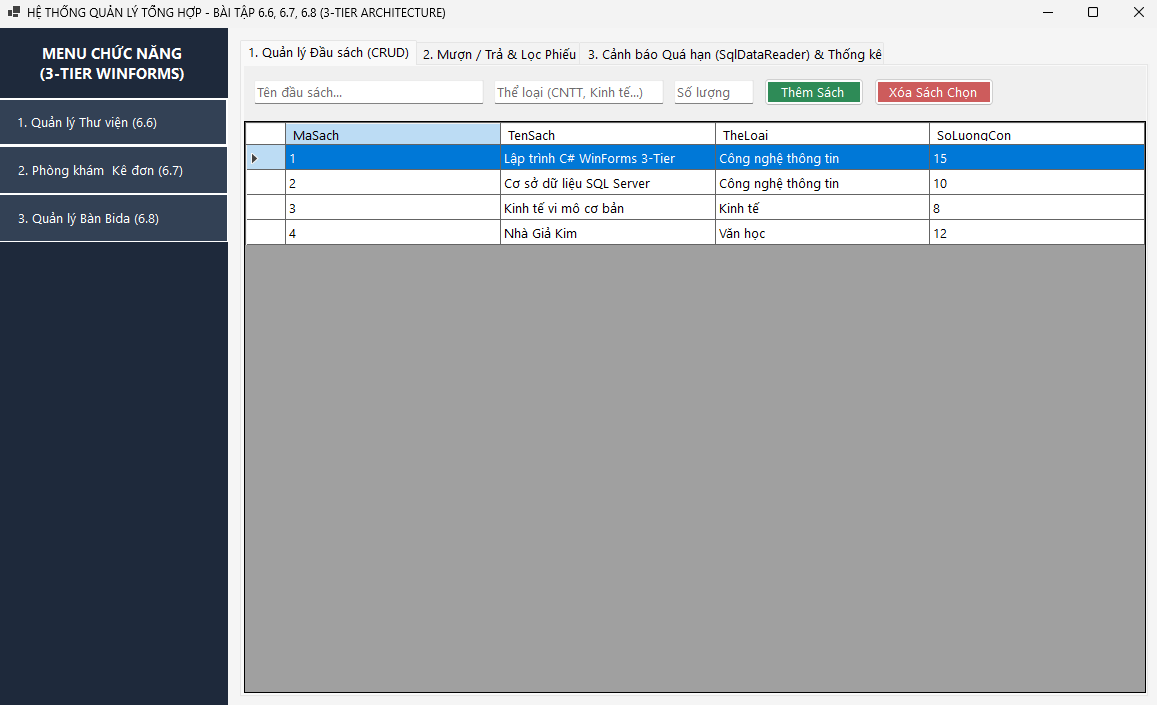 HỆ THỐNG QUẢN LÝ TỔNG HỢP - BÀI TẬP 6.6, 6.7, 6.8 (3-TIER ARCHITECTURE)
MENU CHỨC NĂNG
(3-TIER WINFORMS)
1. Quản lý Thư viện (6.6)
2. Phòng khám  Kê đơn (6.7)
3. Quản lý Bàn Bida (6.8)
1. Quản lý Đầu sách (CRUD) 2. Mượn / Trả & Lọc Phiếu 3. Cảnh báo Quá hạn (SqlDataReader) & Thống kê
Tên đầu sách... Thể loại (CNTT, Kinh tế...) Số lượng Thêm Sách Xóa Sách Chọn
MaSach TenSach TheLoai SoLuongCon
1 Lập trình C# WinForms 3-Tier Công nghệ thông tin 15
2 Cơ sở dữ liệu SQL Server Công nghệ thông tin 10
3 Kinh tế vi mô cơ bản Kinh tế 8
4 Nhà Giả Kim Văn học 12